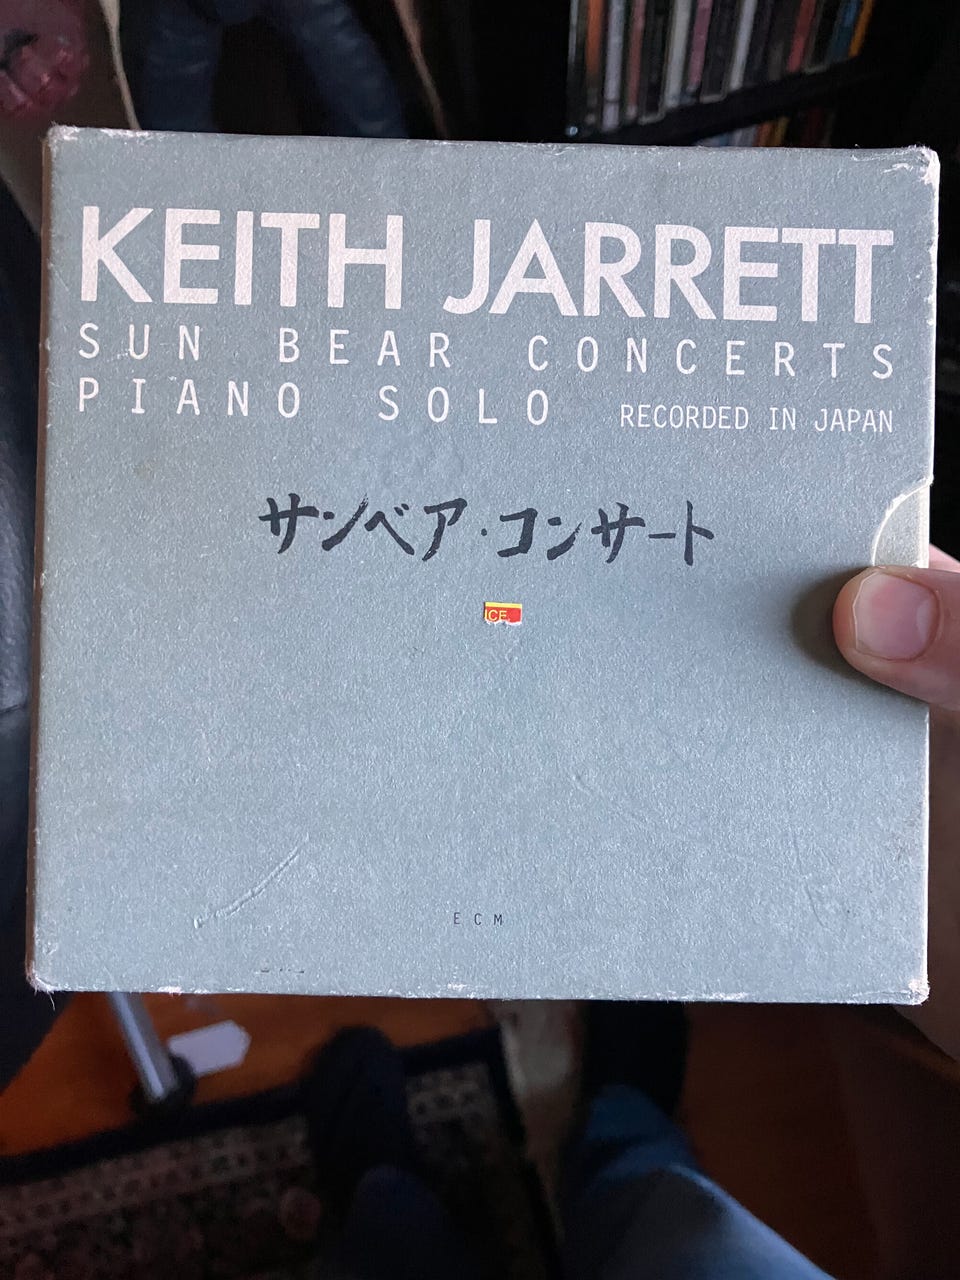 KEITH JARRETT
SUN BEAR CONCERTS
PIANO SOLO RECORDED IN JAPAN
サンベア・コンサート
ICE
ECM